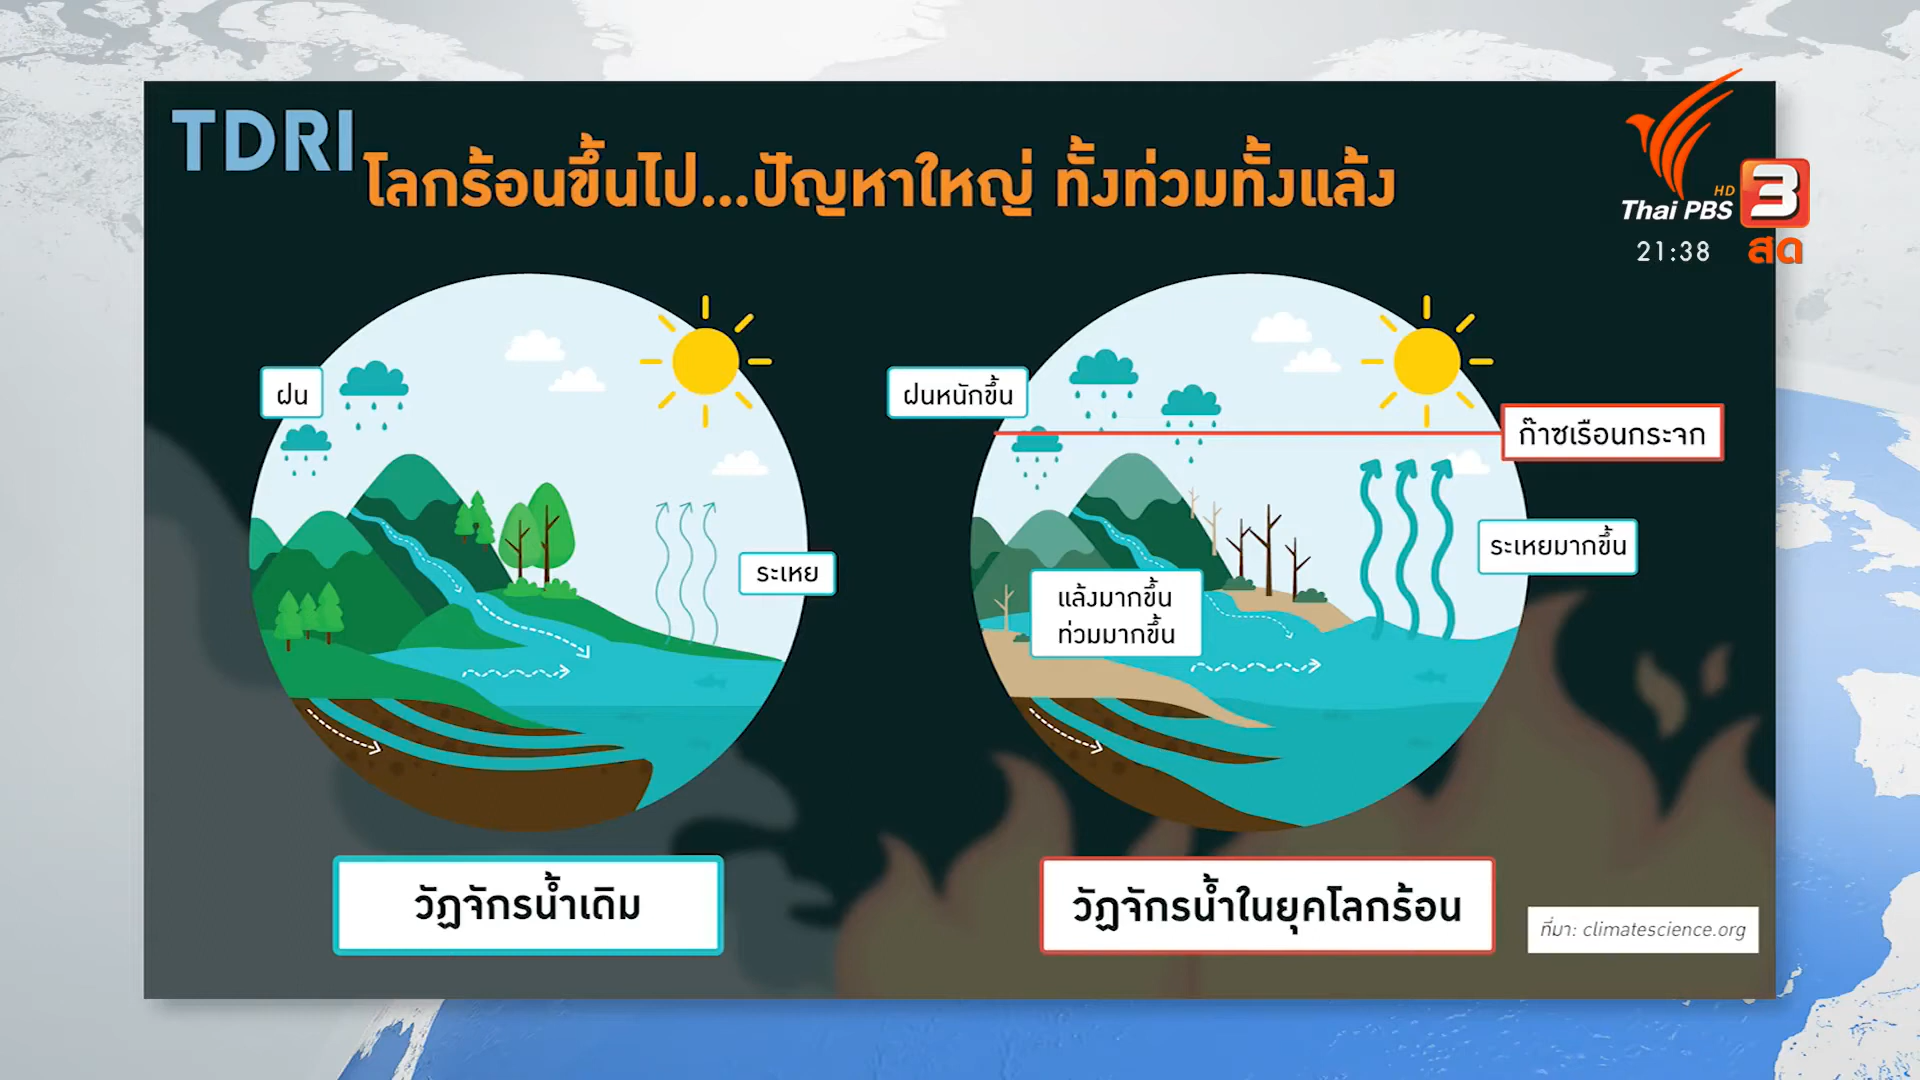 TDRI
โลกร้อนขึ้นไป...ปัญหาใหญ่ ทั้งท่วมทั้งแล้ง
HD
Thai PBS 3
21:38 สด
ฝน
ระเหย
วัฏจักรน้ำเดิม
ฝนหนักขึ้น
ก๊าซเรือนกระจก
ระเหยมากขึ้น
แล้งมากขึ้น
ท่วมมากขึ้น
วัฏจักรน้ำในยุคโลกร้อน
ที่มา: climatescience.org